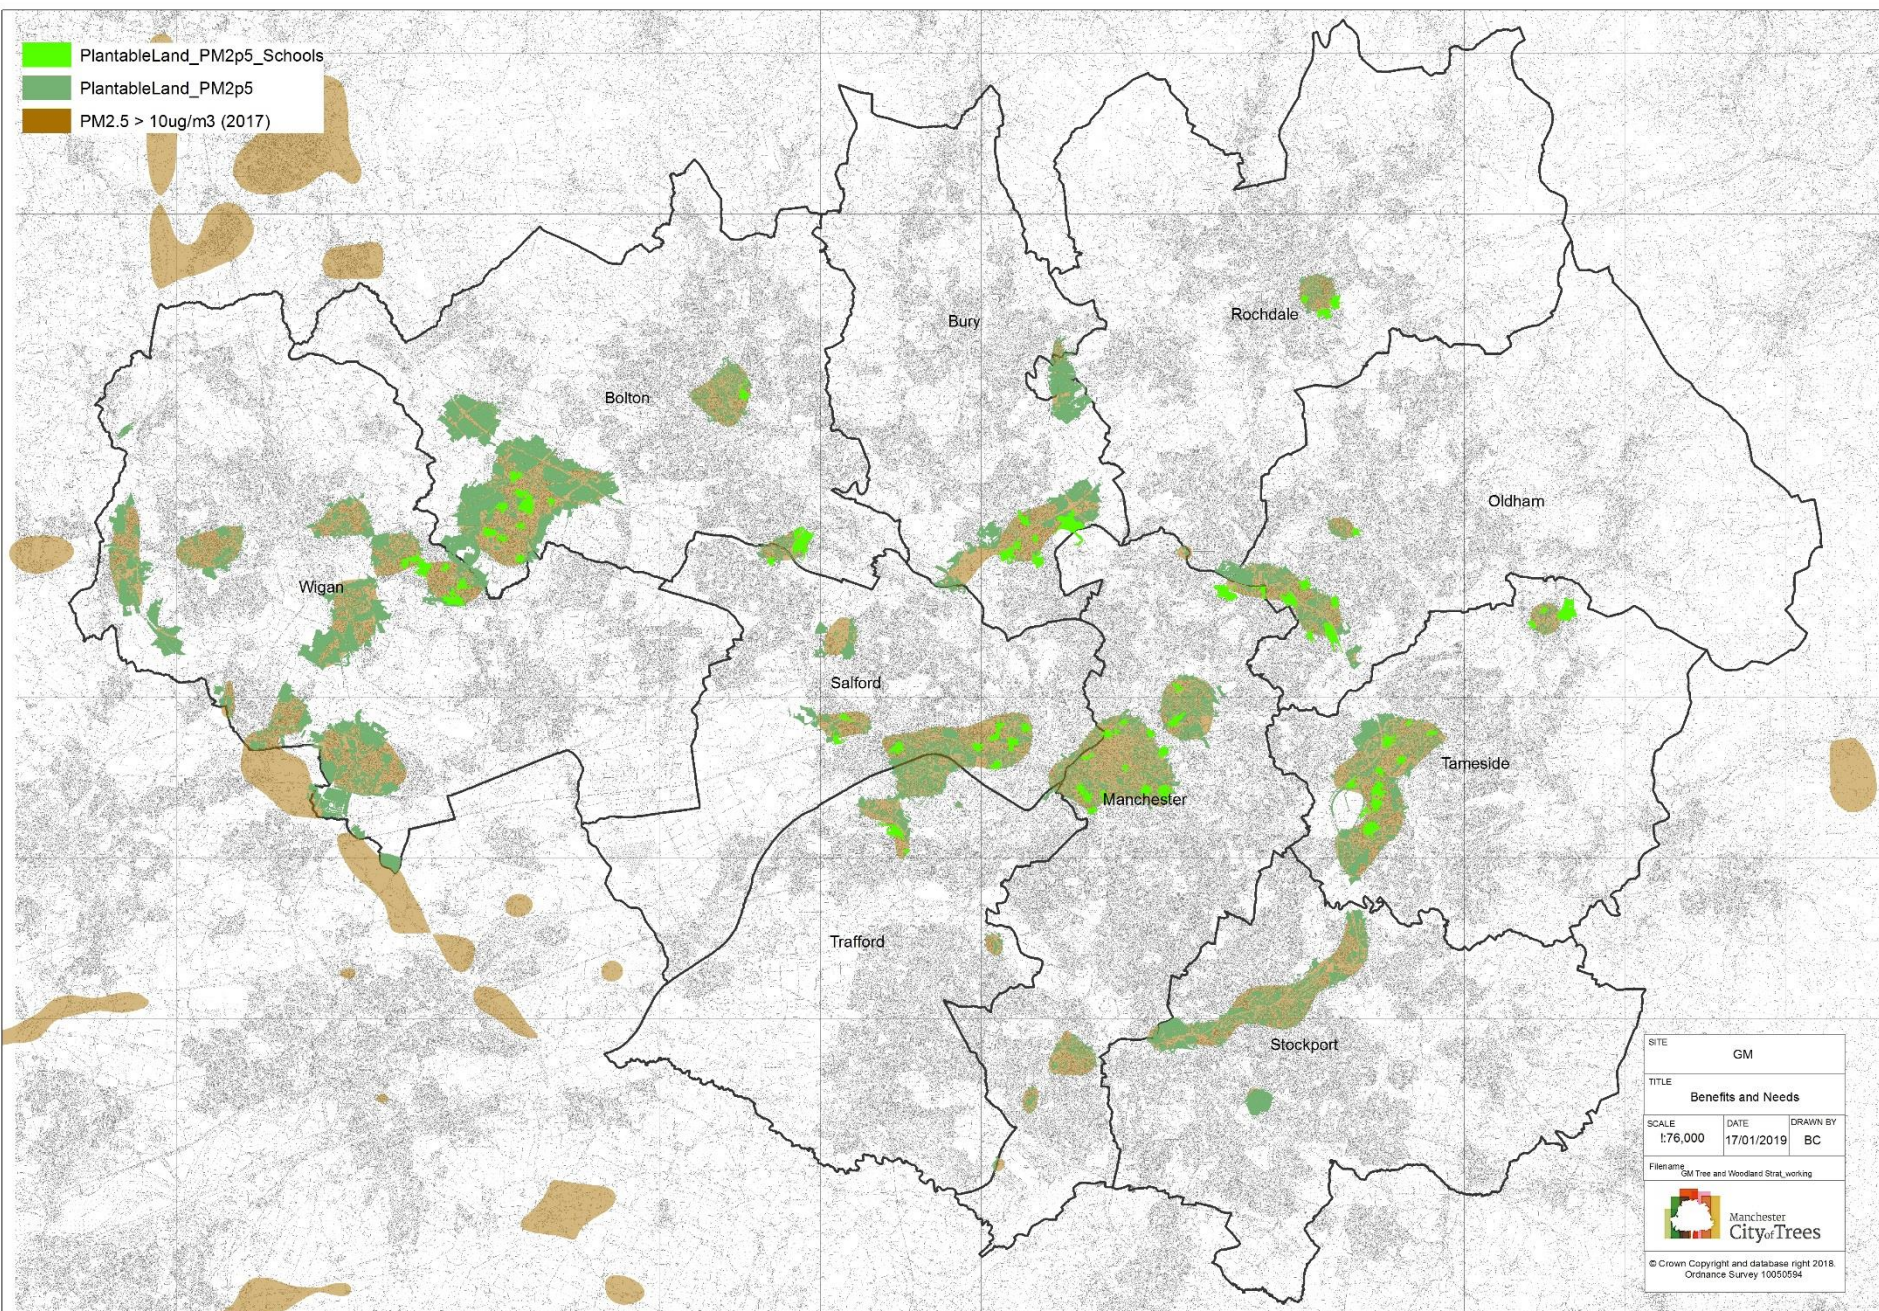 PlantableLand_PM2p5_Schools
PlantableLand_PM2p5
PM2.5 > 10ug/m3 (2017)
Bury
Rochdale
Bolton
Oldham
Wigan
Salford
Tameside
Manchester
Trafford
Stockport
SITE
GM
TITLE
Benefits and Needs
SCALE
!:76,000
DATE
17/01/2019
DRAWN BY
BC
Filename
GM Tree and Woodland Strat_working
Manchester
City of Trees
© Crown Copyright and database right 2018.
Ordnance Survey 10050594